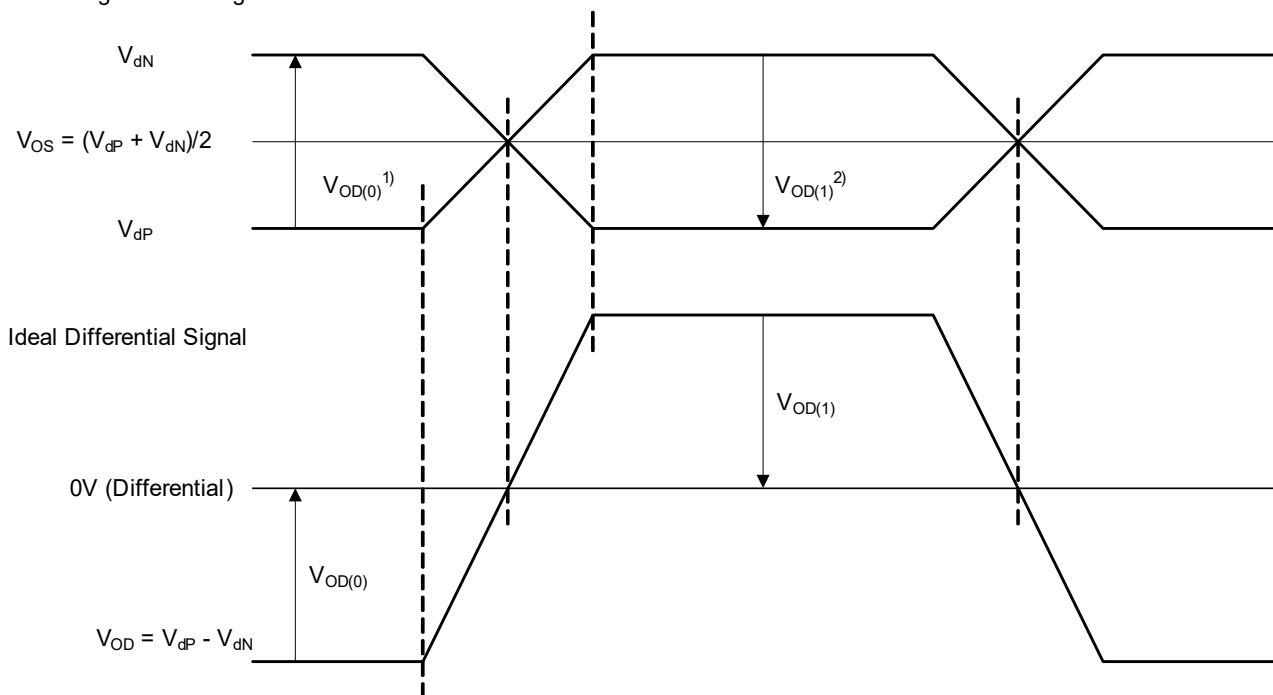 V_dN
V_OS = (V_dP + V_dN)/2
V_OD(0)^1)
V_OD(1)^2)
V_dP
Ideal Differential Signal
V_OD(1)
0V (Differential)
V_OD(0)
V_OD = V_dP - V_dN